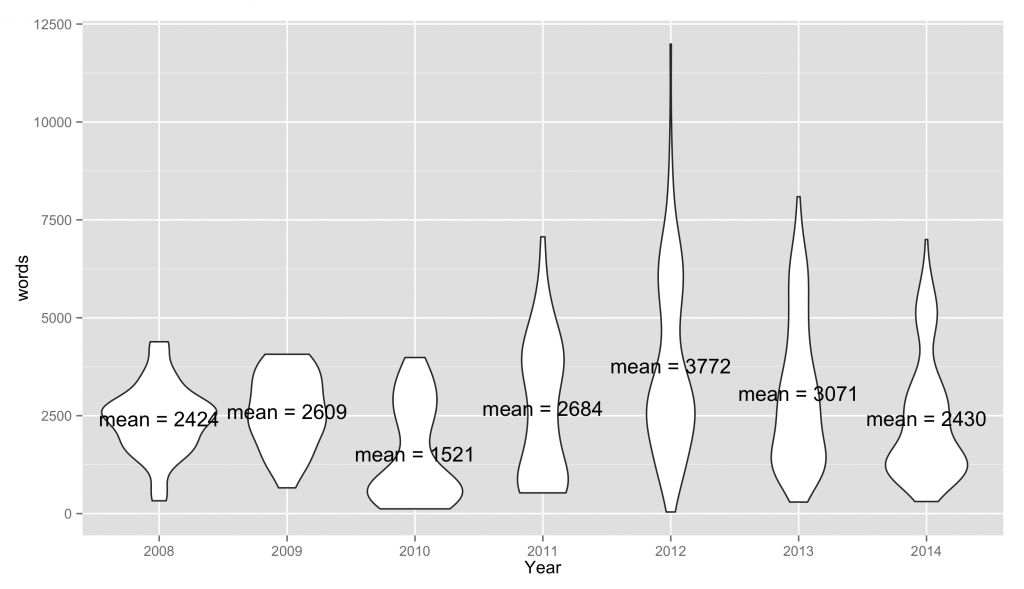 12500
10000
7500
5000
2500
0
words
mean = 2424
mean = 2609
mean = 1521
mean = 2684
mean = 3772
mean = 3071
mean = 2430
2008
2009
2010
2011
2012
2013
2014
Year